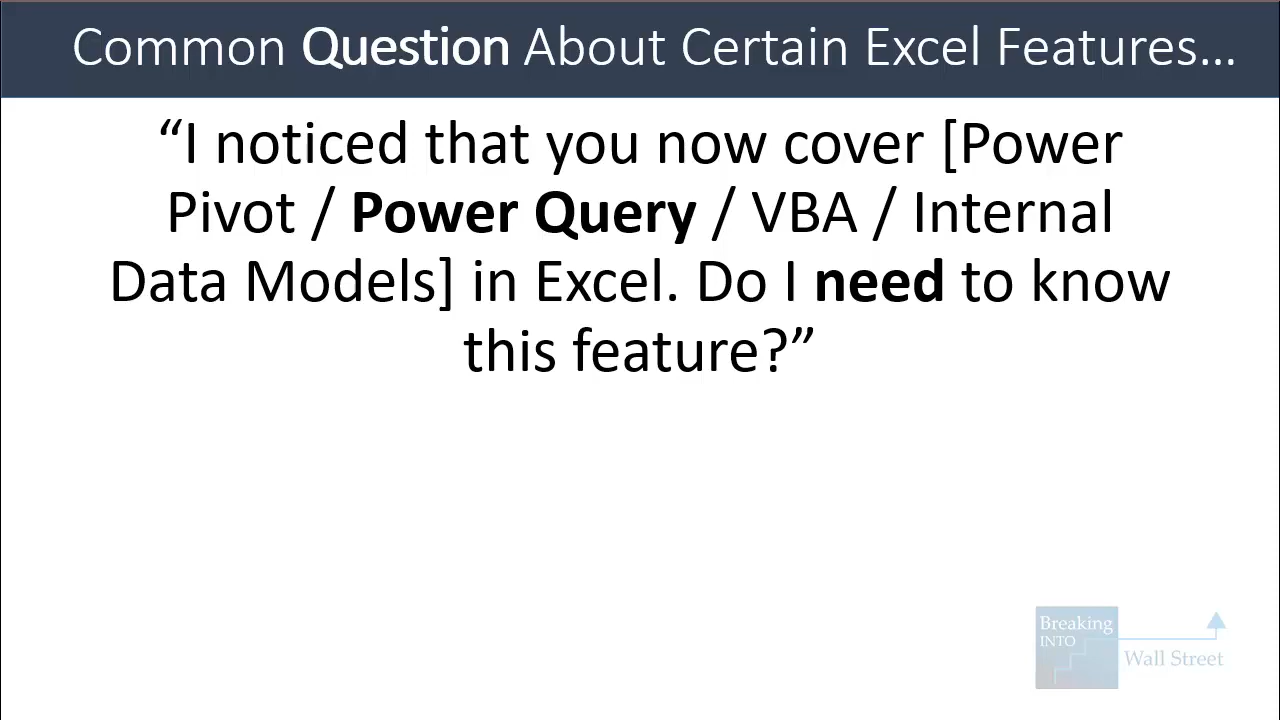 Common Question About Certain Excel Features...
“I noticed that you now cover [Power
Pivot / Power Query / VBA / Internal
Data Models] in Excel. Do I need to know
this feature?”
Breaking
INTO
Wall Street